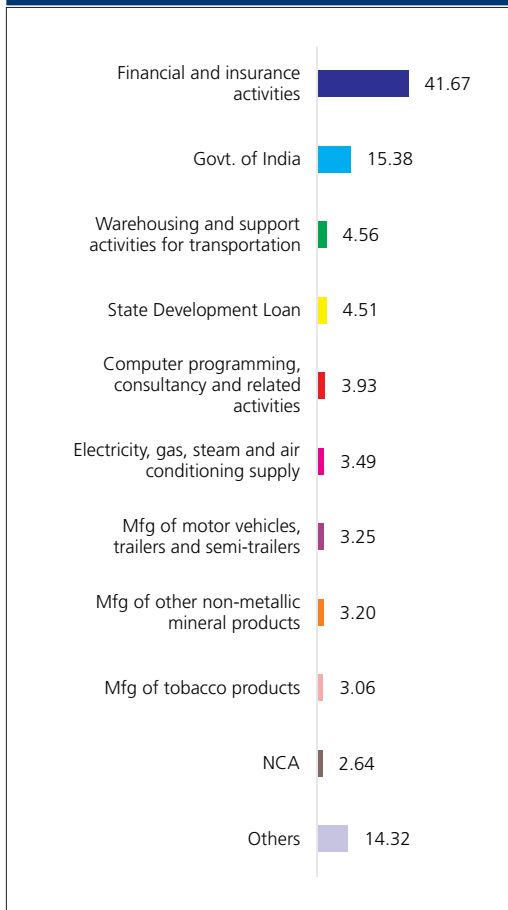 Financial and insurance
activities
41.67
Govt. of India
15.38
Warehousing and support
activities for transportation
4.56
State Development Loan
4.51
Computer programming,
consultancy and related
activities
3.93
Electricity, gas, steam and air
conditioning supply
3.49
Mfg of motor vehicles,
trailers and semi-trailers
3.25
Mfg of other non-metallic
mineral products
3.20
Mfg of tobacco products
3.06
NCA
2.64
Others
14.32